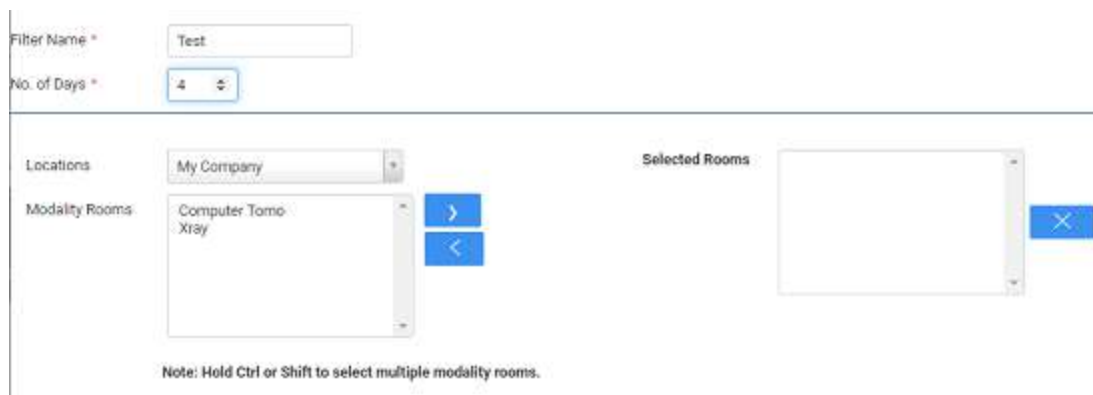 Filter Name *
Test
No. of Days *
4
Locations
My Company
Selected Rooms
Modality Rooms
Computer Tomo
Xray
Note: Hold Ctrl or Shift to select multiple modality rooms.